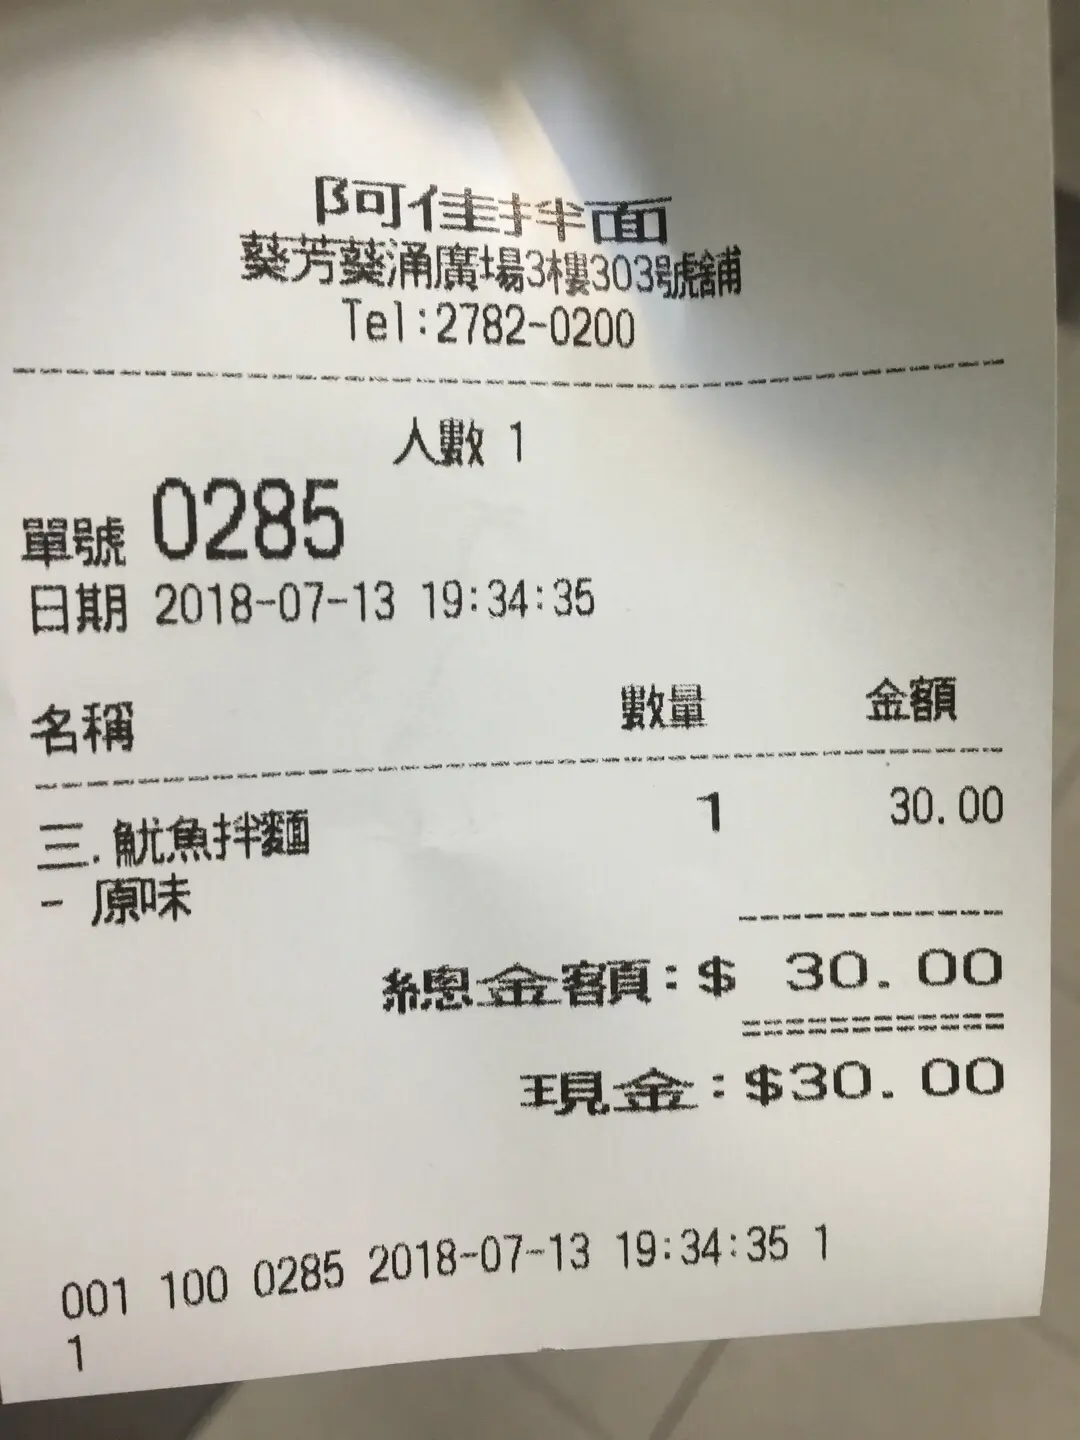 阿佳拌面
葵芳葵涌廣場3樓303號舖
Tel:2782-0200
人數 1
單號 0285
日期 2018-07-13 19:34:35
名稱 數量 金額
三.魷魚拌麵 1 30.00
- 原味
總金額:$ 30.00
現金:$30.00
001 100 0285 2018-07-13 19:34:35 1
1